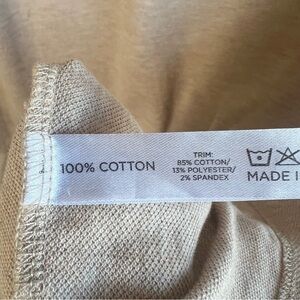 100% COTTON
TRIM:
85% COTTON/
13% POLYESTER/
2% SPANDEX
MADE I